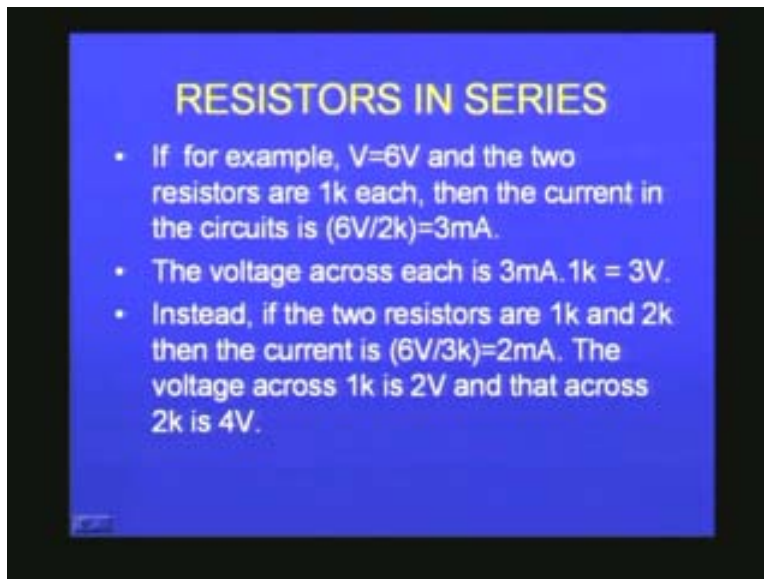 RESISTORS IN SERIES
• If for example, V=6V and the two
resistors are 1k each, then the current in
the circuits is (6V/2k)=3mA.
• The voltage across each is 3mA.1k = 3V.
• Instead, if the two resistors are 1k and 2k
then the current is (6V/3k)=2mA. The
voltage across 1k is 2V and that across
2k is 4V.